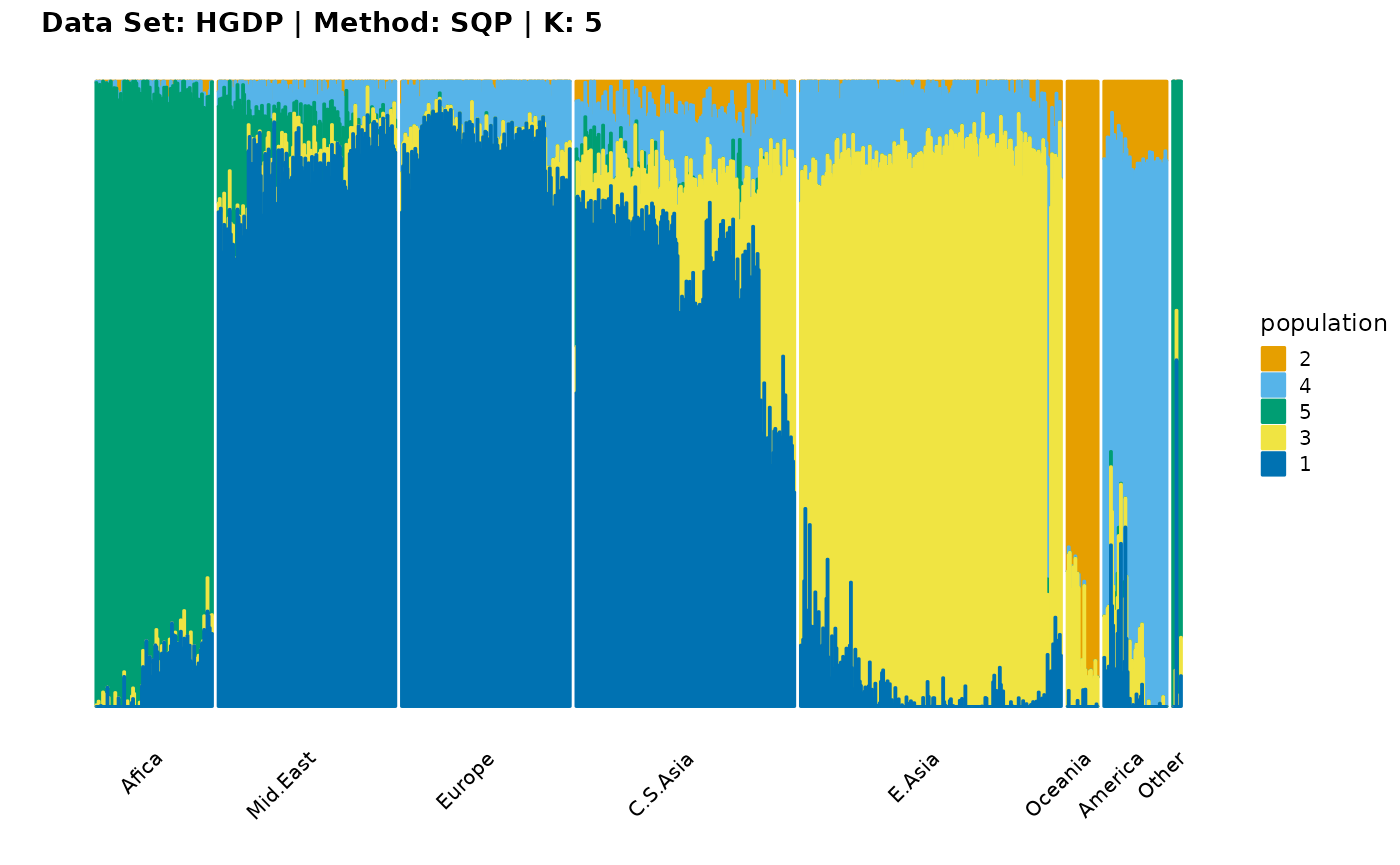 Data Set: HGDP | Method: SQP | K: 5
population
2
4
5
3
1
Afica
Mid.East
Europe
C.S.Asia
E.Asia
Oceania
America
Other